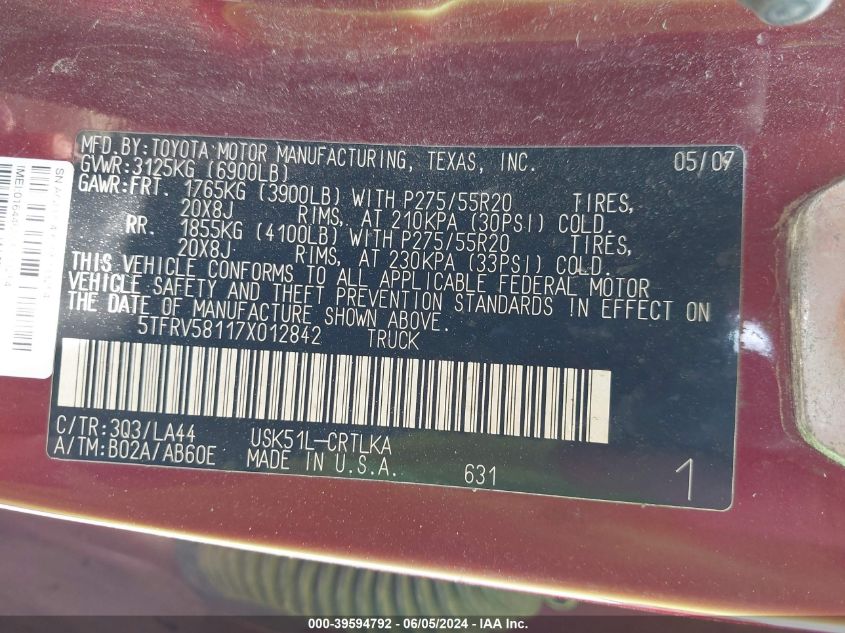 MFD.BY:TOYOTA MOTOR MANUFACTURING, TEXAS, INC. 05/07
GVWR:3125KG (6900LB)
GAWR:FRT. 1765KG (3900LB) WITH P275/55R20 TIRES,
20X8J RIMS, AT 210KPA (30PSI) COLD.
RR. 1855KG (4100LB) WITH P275/55R20 TIRES,
20X8J RIMS, AT 230KPA (33PSI) COLD.
THIS VEHICLE CONFORMS TO ALL APPLICABLE FEDERAL MOTOR
VEHICLE SAFETY AND THEFT PREVENTION STANDARDS IN EFFECT ON
THE DATE OF MANUFACTURE SHOWN ABOVE.
5TFRV58117X012842 TRUCK
C/TR:3Q3/LA44 USK51L-CRTLKA
A/TM:B02A/AB60E MADE IN U.S.A. 631 1
000-39594792 - 06/05/2024 - IAA Inc.